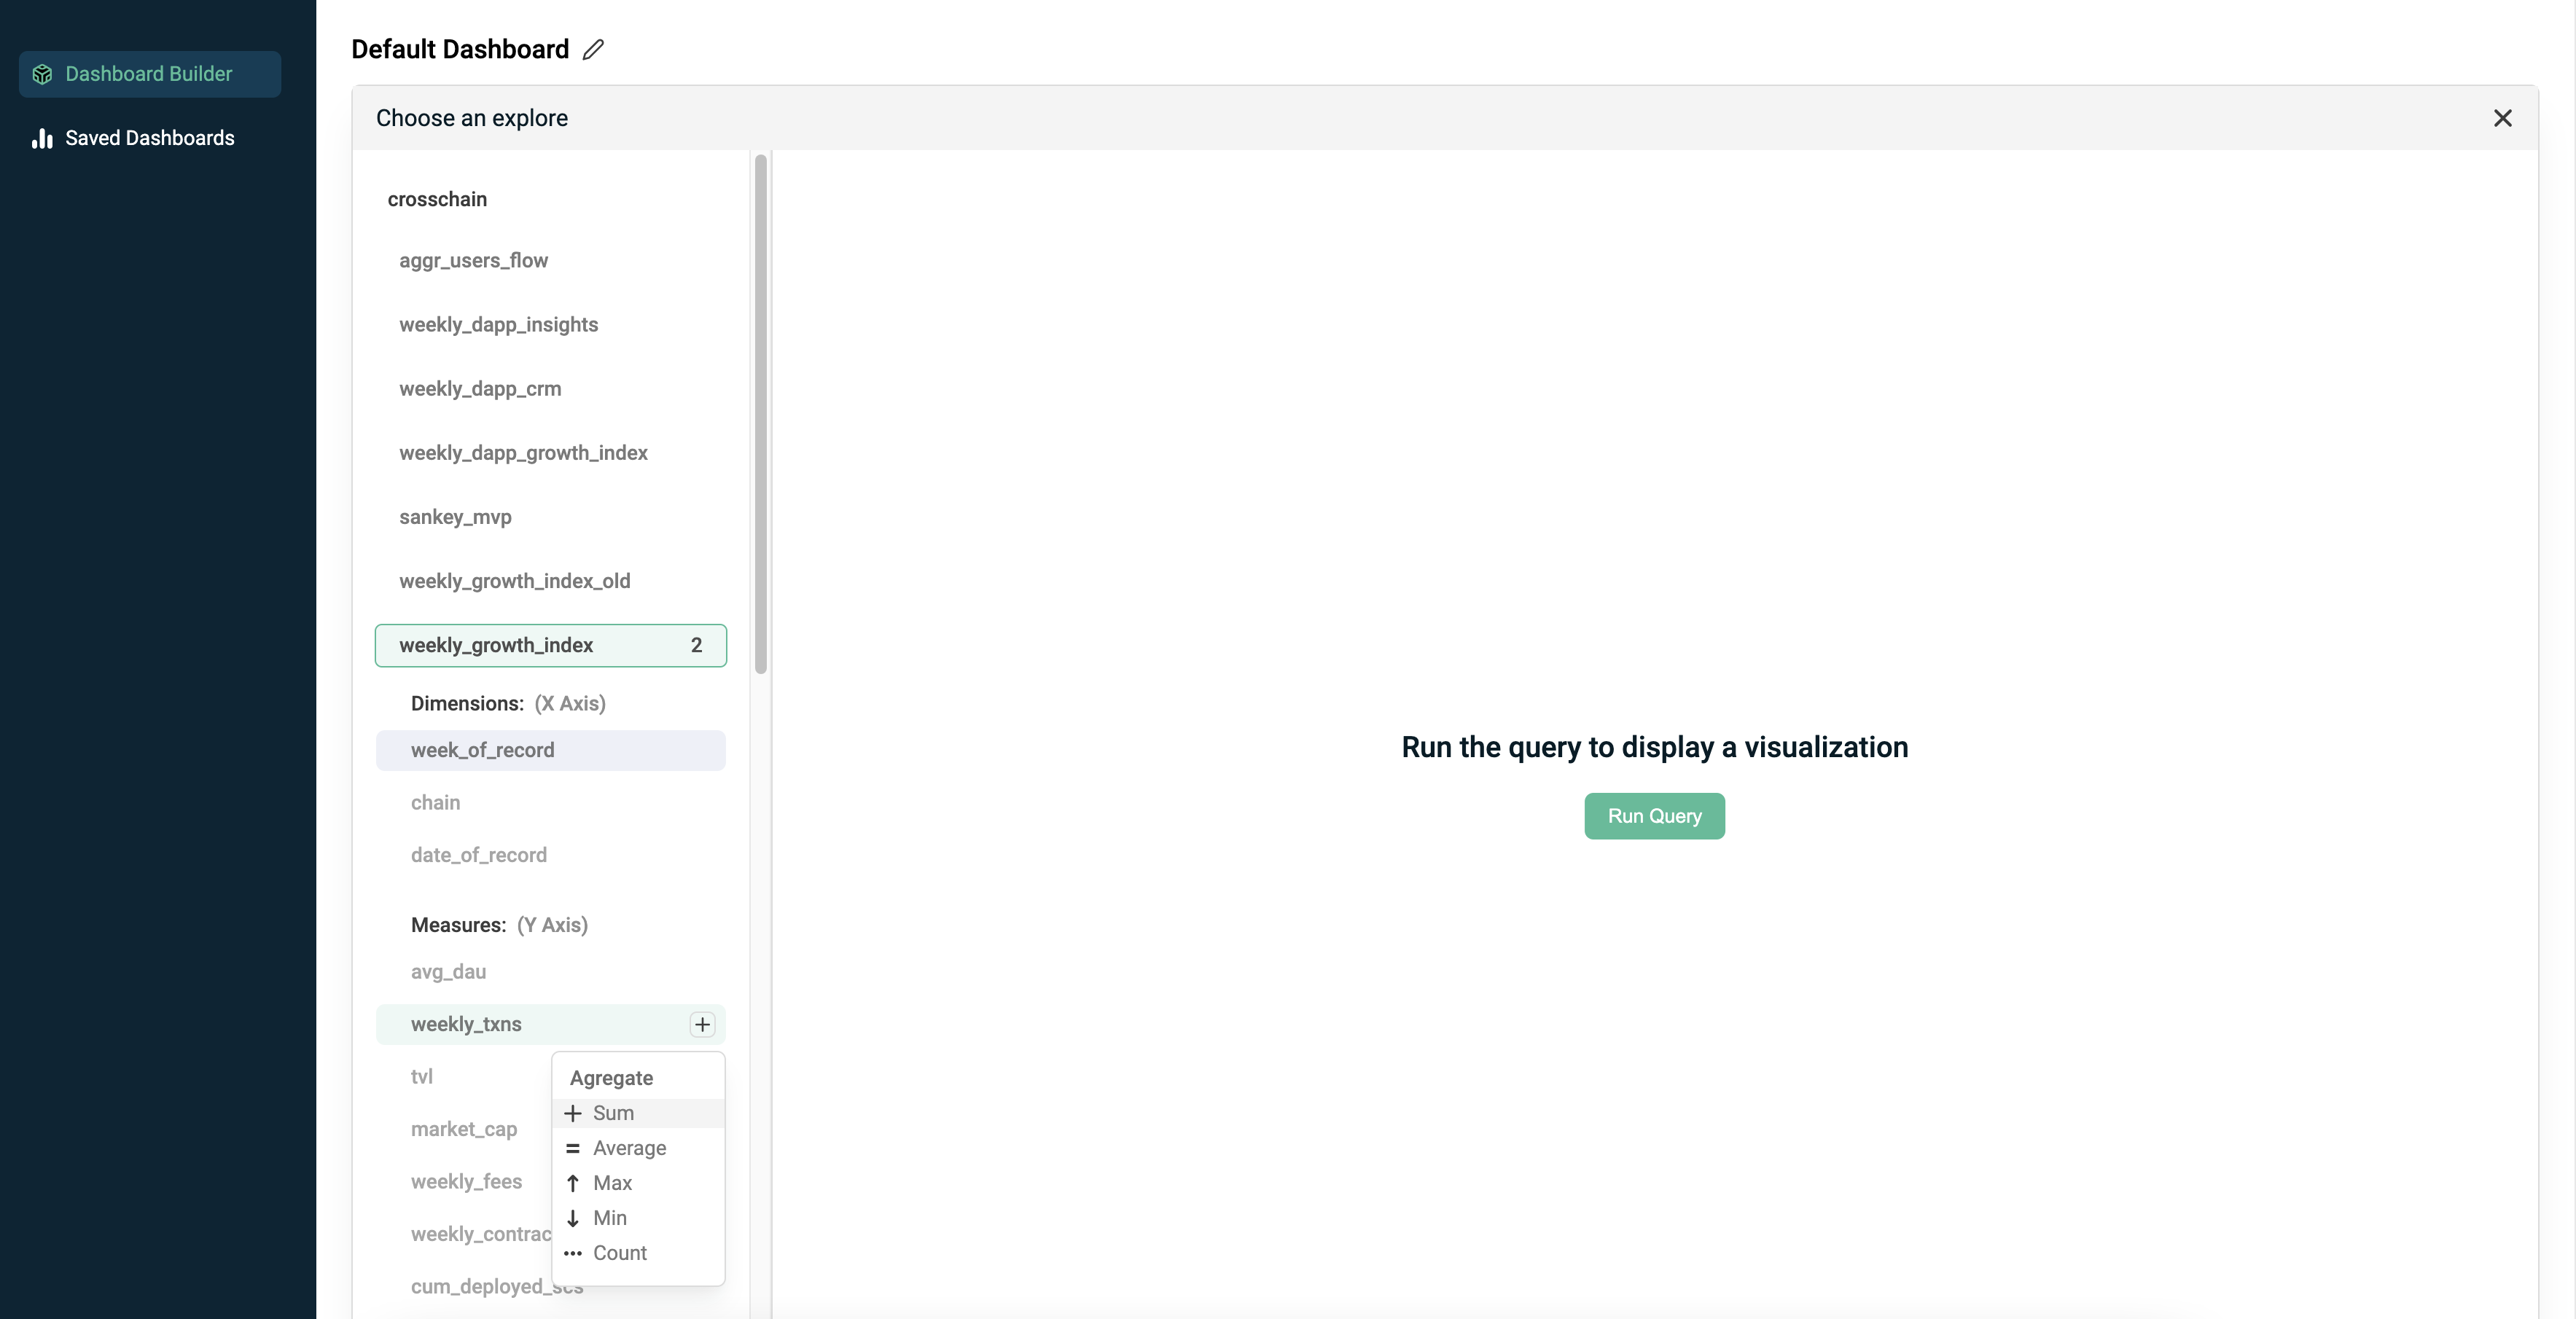 Dashboard Builder
Saved Dashboards
Default Dashboard
Choose an explore
crosschain
aggr_users_flow
weekly_dapp_insights
weekly_dapp_crm
weekly_dapp_growth_index
sankey_mvp
weekly_growth_index_old
weekly_growth_index 2
Dimensions: (X Axis)
week_of_record
chain
date_of_record
Measures: (Y Axis)
avg_dau
weekly_txns
tvl
market_cap
weekly_fees
weekly_contrac
cum_deployed_scs
Agregate
Sum
Average
Max
Min
Count
Run the query to display a visualization
Run Query